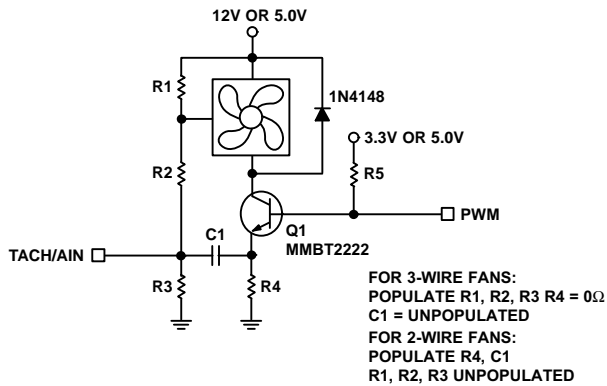 12V OR 5.0V
R1
1N4148
3.3V OR 5.0V
R2
R5
PWM
Q1
MMBT2222
C1
TACH/AIN
R3
R4
FOR 3-WIRE FANS:
POPULATE R1, R2, R3 R4 = 0Ω
C1 = UNPOPULATED
FOR 2-WIRE FANS:
POPULATE R4, C1
R1, R2, R3 UNPOPULATED